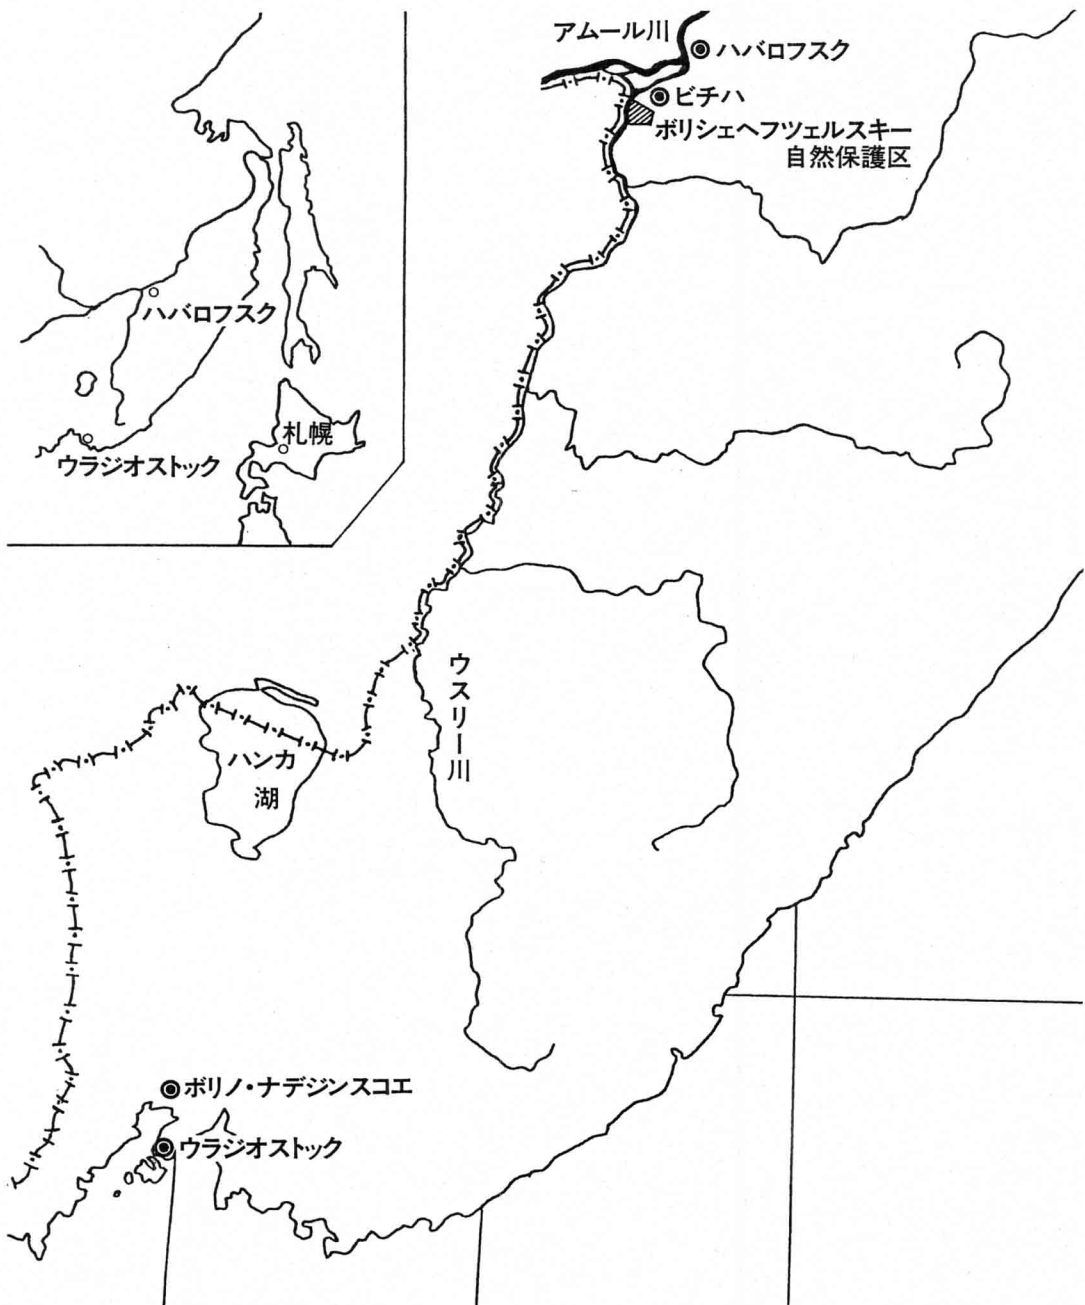 アムール川
ハバロフスク
ビチハ
ボリシェヘフツェルスキー
自然保護区
ハバロフスク
札幌
ウラジオストック
ウスリー川
ハンカ
湖
ボリノ・ナデジンスコエ
ウラジオストック